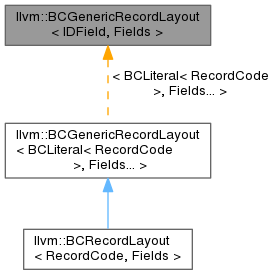 llvm::BCGenericRecordLayout
< IDField, Fields >
< BCLiteral< RecordCode
>, Fields... >
llvm::BCGenericRecordLayout
< BCLiteral< RecordCode
>, Fields... >
llvm::BCRecordLayout
< RecordCode, Fields >